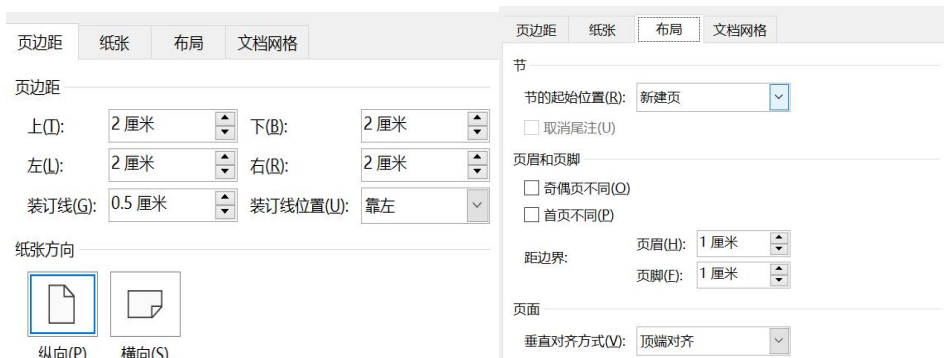 页边距 纸张 布局 文档网格
页边距
上(T): 2 厘米 下(B): 2 厘米
左(L): 2 厘米 右(R): 2 厘米
装订线(G): 0.5 厘米 装订线位置(U): 靠左
纸张方向
纵向(P) 横向(S)
页边距 纸张 布局 文档网格
节
节的起始位置(R): 新建页
取消尾注(U)
页眉和页脚
奇偶页不同(O)
首页不同(P)
距边界: 页眉(H): 1 厘米
页脚(F): 1 厘米
页面
垂直对齐方式(V): 顶端对齐